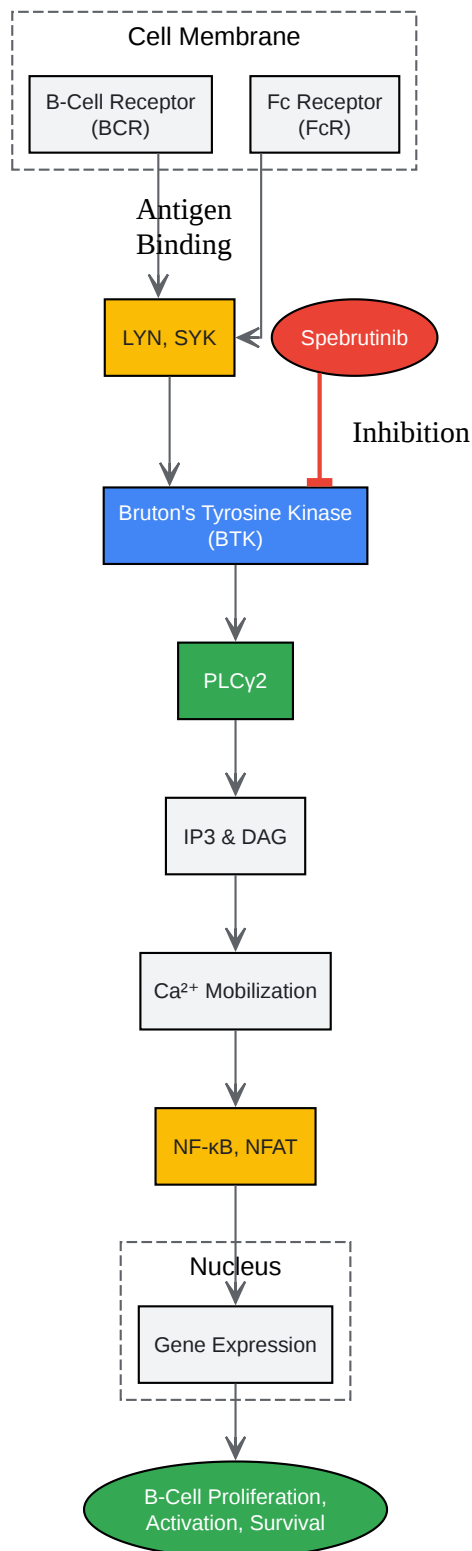 Cell Membrane
B-Cell Receptor
(BCR)
Fc Receptor
(FcR)
Antigen
Binding
LYN, SYK
Spebrutinib
Inhibition
Bruton's Tyrosine Kinase
(BTK)
PLCγ2
IP3 & DAG
Ca²⁺ Mobilization
NF-κB, NFAT
Nucleus
Gene Expression
B-Cell Proliferation,
Activation, Survival